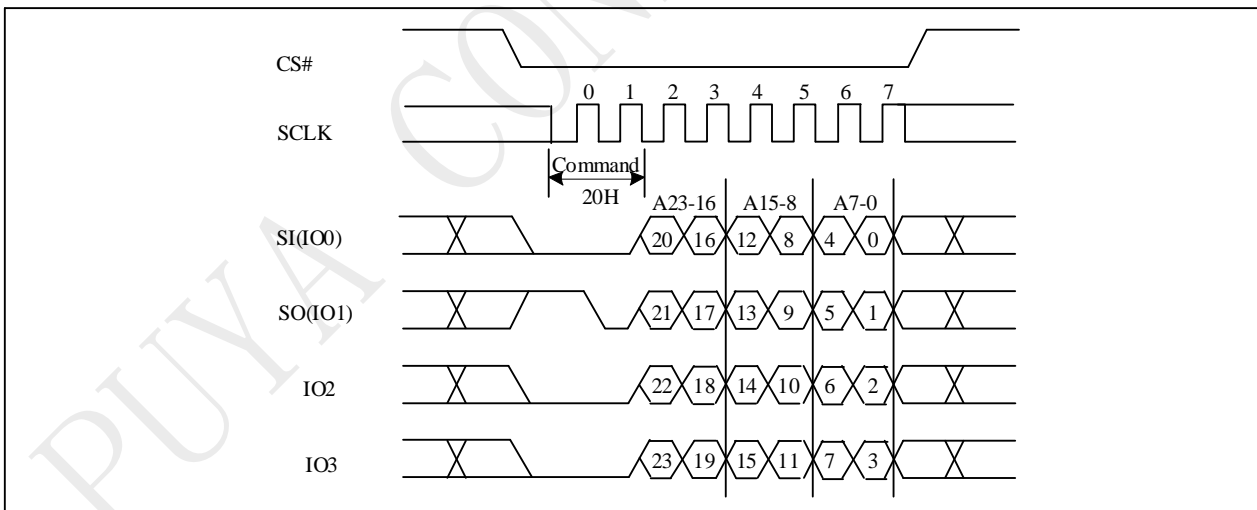 CS#
0 1 2 3 4 5 6 7
SCLK
Command
20H
A23-16 A15-8 A7-0
SI(IO0) 20 16 12 8 4 0
SO(IO1) 21 17 13 9 5 1
IO2 22 18 14 10 6 2
IO3 23 19 15 11 7 3
PUYA CON